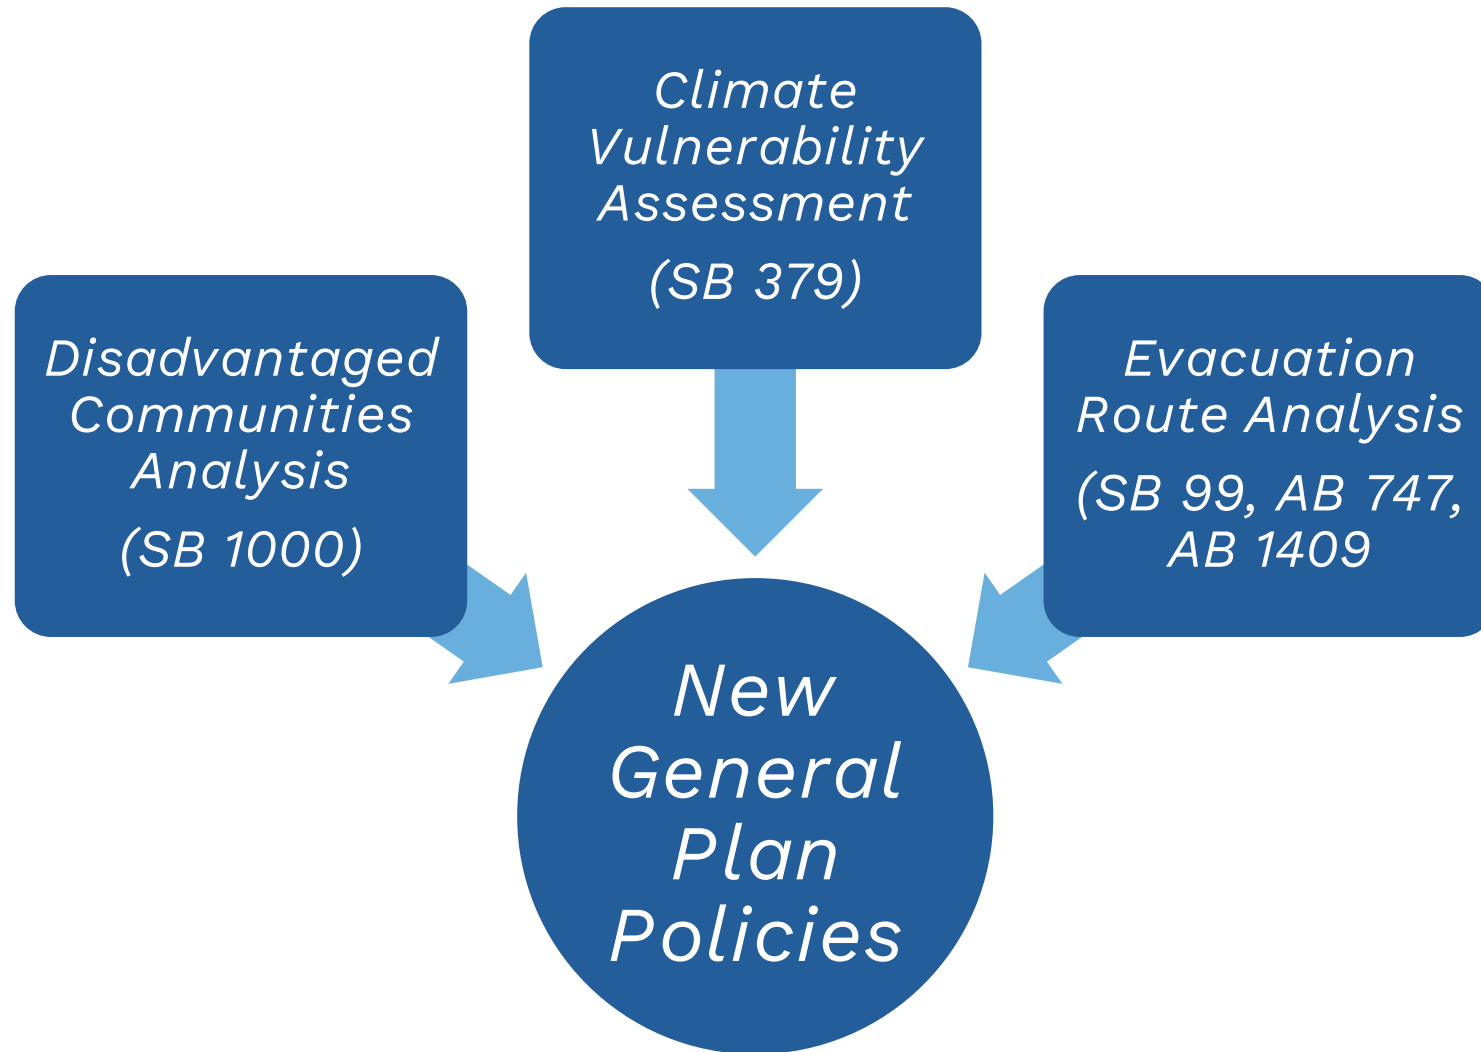 Climate
Vulnerability
Assessment
(SB 379)
Disadvantaged
Communities
Analysis
(SB 1000)
Evacuation
Route Analysis
(SB 99, AB 747,
AB 1409
New
General
Plan
Policies